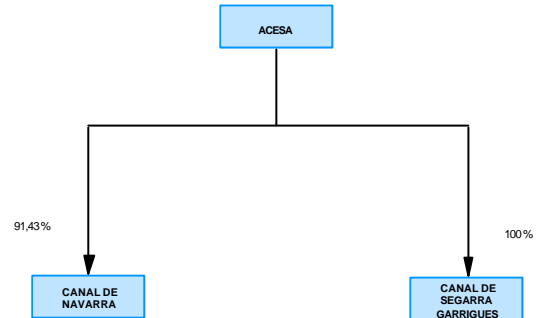 ACESA
91,43%
100%
CANAL DE
NAVARRA
CANAL DE
SEGARRA
GARRIGUES